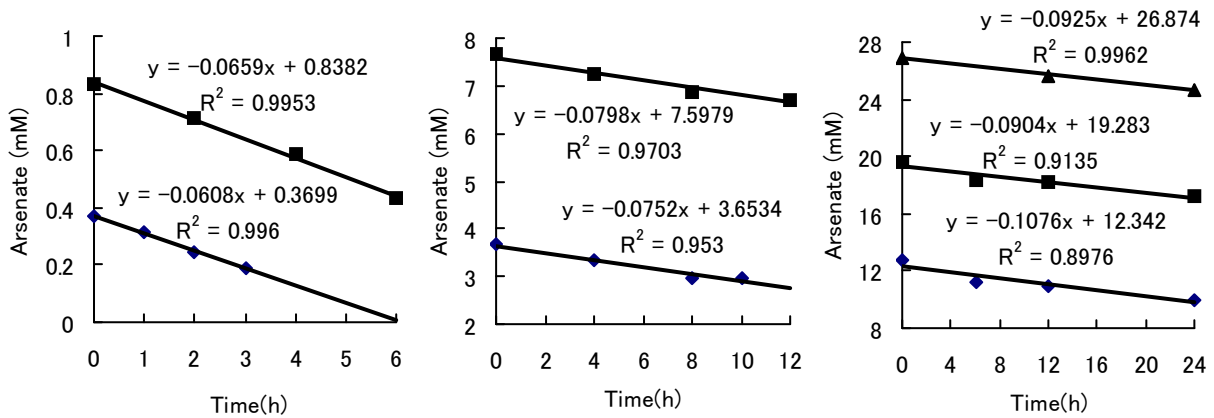 y = −0.0659x + 0.8382
R² = 0.9953
y = −0.0608x + 0.3699
R² = 0.996
Arsenate (mM)
1
0.8
0.6
0.4
0.2
0
0 1 2 3 4 5 6
Time(h)
y = −0.0798x + 7.5979
R² = 0.9703
y = −0.0752x + 3.6534
R² = 0.953
Arsenate (mM)
8
7
6
5
4
3
2
0 2 4 6 8 10 12
Time(h)
y = −0.0925x + 26.874
R² = 0.9962
y = −0.0904x + 19.283
R² = 0.9135
y = −0.1076x + 12.342
R² = 0.8976
Arsenate (mM)
28
24
20
16
12
8
0 4 8 12 16 20 24
Time(h)